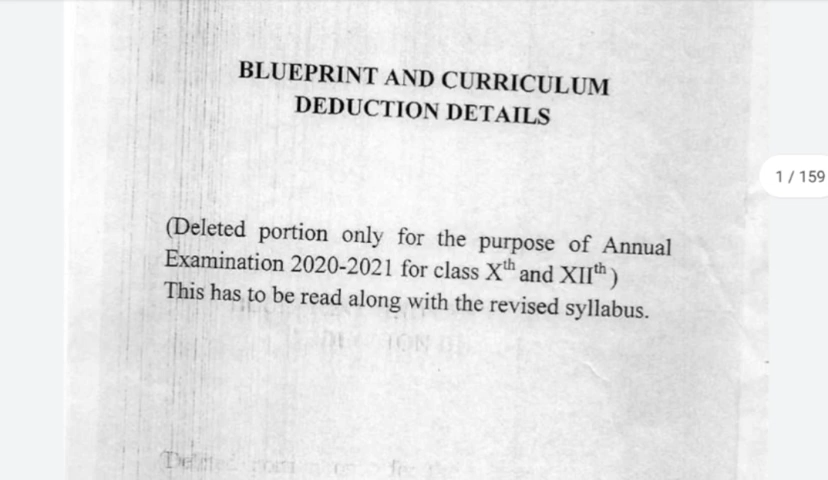 BLUEPRINT AND CURRICULUM
DEDUCTION DETAILS
1 / 159
(Deleted portion only for the purpose of Annual
Examination 2020-2021 for class Xth and XIIth)
This has to be read along with the revised syllabus.